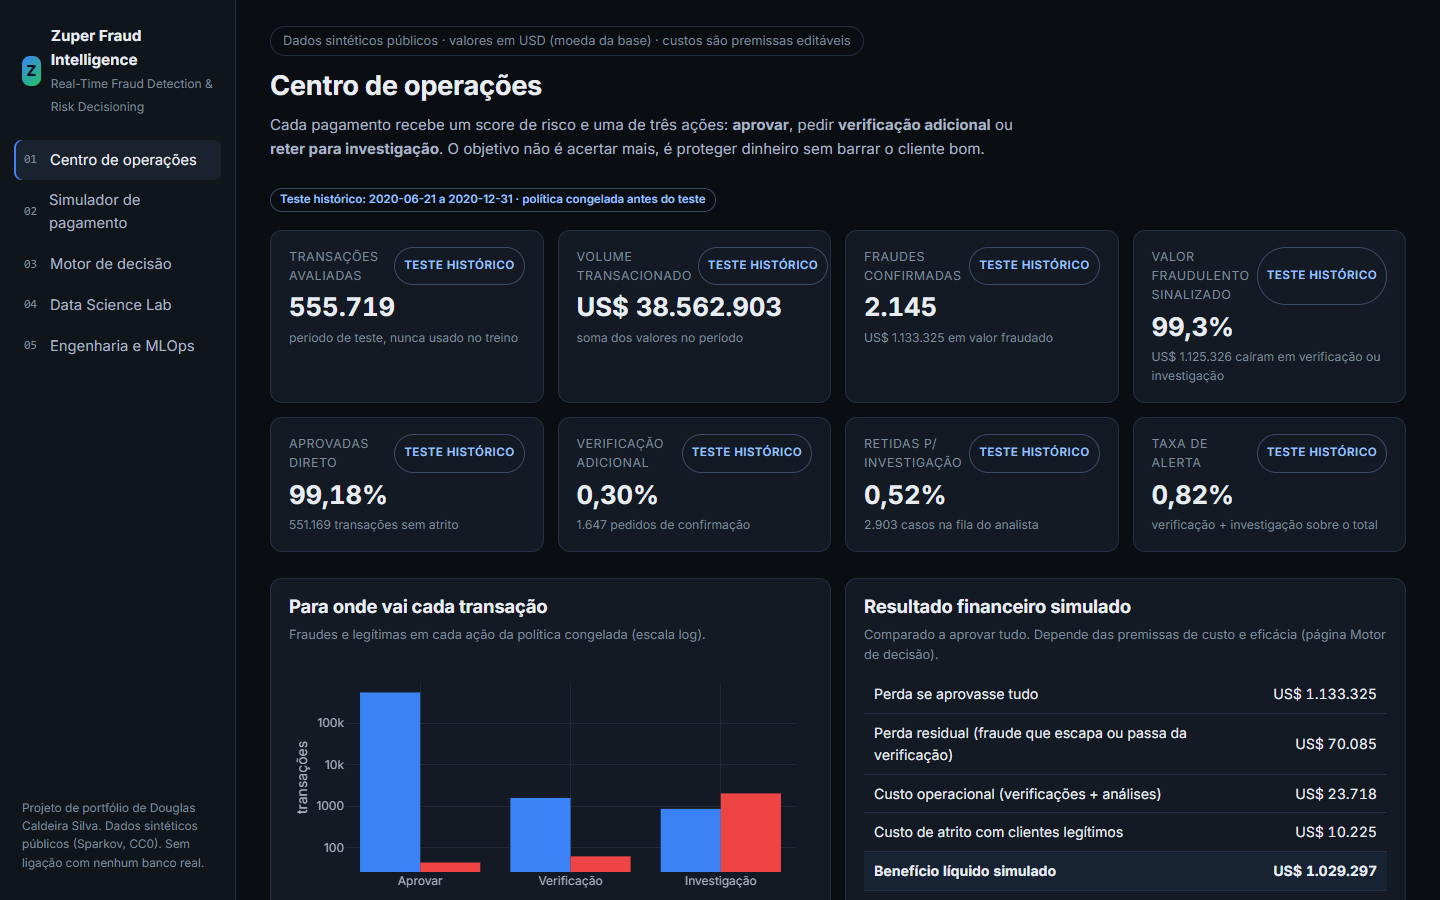 Zuper Fraud
Intelligence
Z
Real-Time Fraud Detection &
Risk Decisioning
01 Centro de operações
02 Simulador de
pagamento
03 Motor de decisão
04 Data Science Lab
05 Engenharia e MLOps
Projeto de portfólio de Douglas
Caldeira Silva. Dados sintéticos
públicos (Sparkov, CC0). Sem
ligação com nenhum banco real.
Dados sintéticos públicos · valores em USD (moeda da base) · custos são premissas editáveis
Centro de operações
Cada pagamento recebe um score de risco e uma de três ações: aprovar, pedir verificação adicional ou
reter para investigação. O objetivo não é acertar mais, é proteger dinheiro sem barrar o cliente bom.
Teste histórico: 2020-06-21 a 2020-12-31 · política congelada antes do teste
TRANSAÇÕES
AVALIADAS
TESTE HISTÓRICO
555.719
período de teste, nunca usado no treino
VOLUME
TRANSACIONADO
TESTE HISTÓRICO
US$ 38.562.903
soma dos valores no período
FRAUDES
CONFIRMADAS
TESTE HISTÓRICO
2.145
US$ 1.133.325 em valor fraudado
VALOR
FRAUDULENTO
SINALIZADO
TESTE HISTÓRICO
99,3%
US$ 1.125.326 caíram em verificação ou
investigação
APROVADAS
DIRETO
TESTE HISTÓRICO
99,18%
551.169 transações sem atrito
VERIFICAÇÃO
ADICIONAL
TESTE HISTÓRICO
0,30%
1.647 pedidos de confirmação
RETIDAS P/
INVESTIGAÇÃO
TESTE HISTÓRICO
0,52%
2.903 casos na fila do analista
TAXA DE
ALERTA
TESTE HISTÓRICO
0,82%
verificação + investigação sobre o total
Para onde vai cada transação
Fraudes e legítimas em cada ação da política congelada (escala log).
transações
100k
10k
1000
100
Aprovar
Verificação
Investigação
Resultado financeiro simulado
Comparado a aprovar tudo. Depende das premissas de custo e eficácia (página Motor
de decisão).
Perda se aprovasse tudo US$ 1.133.325
Perda residual (fraude que escapa ou passa da
verificação) US$ 70.085
Custo operacional (verificações + análises) US$ 23.718
Custo de atrito com clientes legítimos US$ 10.225
Benefício líquido simulado US$ 1.029.297